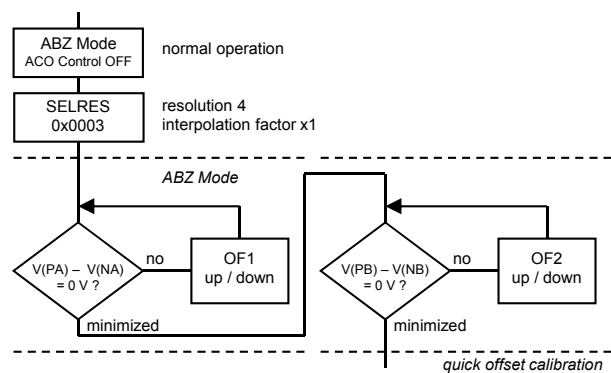 ABZ Mode
ACO Control OFF
normal operation
SELRES
0x0003
resolution 4
interpolation factor x1
ABZ Mode
V(PA) – V(NA)
= 0 V ?
no
OF1
up / down
minimized
V(PB) – V(NB)
= 0 V ?
no
OF2
up / down
minimized
quick offset calibration